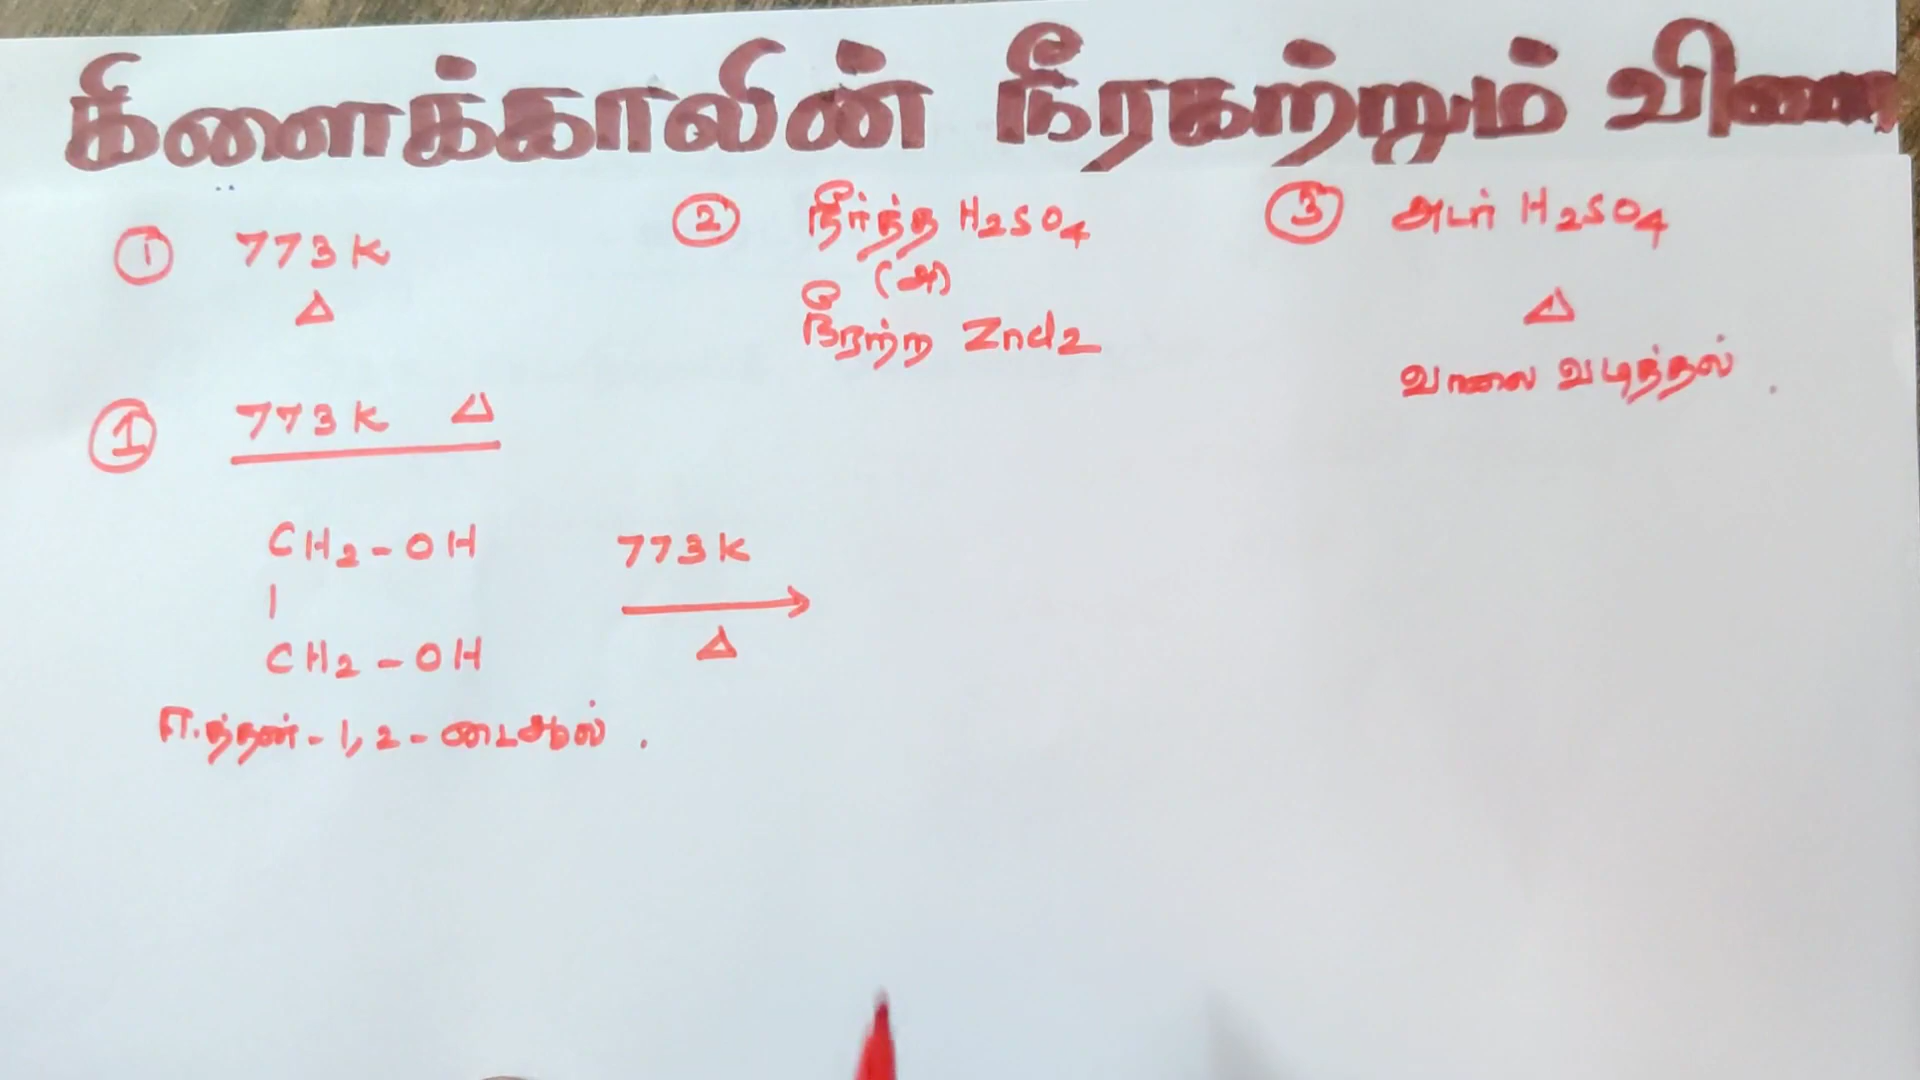 கிளைக்காலின் நீரகற்றும் வினை
① 773K
Δ
② நீர்த்த H2SO4
(அ)
நீரற்ற ZnCl2
③ அடர் H2SO4
Δ
வாலை வடித்தல்.
① 773K Δ
CH2-OH
|
CH2-OH
773K
→
Δ
எ.த்தன்-1,2-டைஆல்.